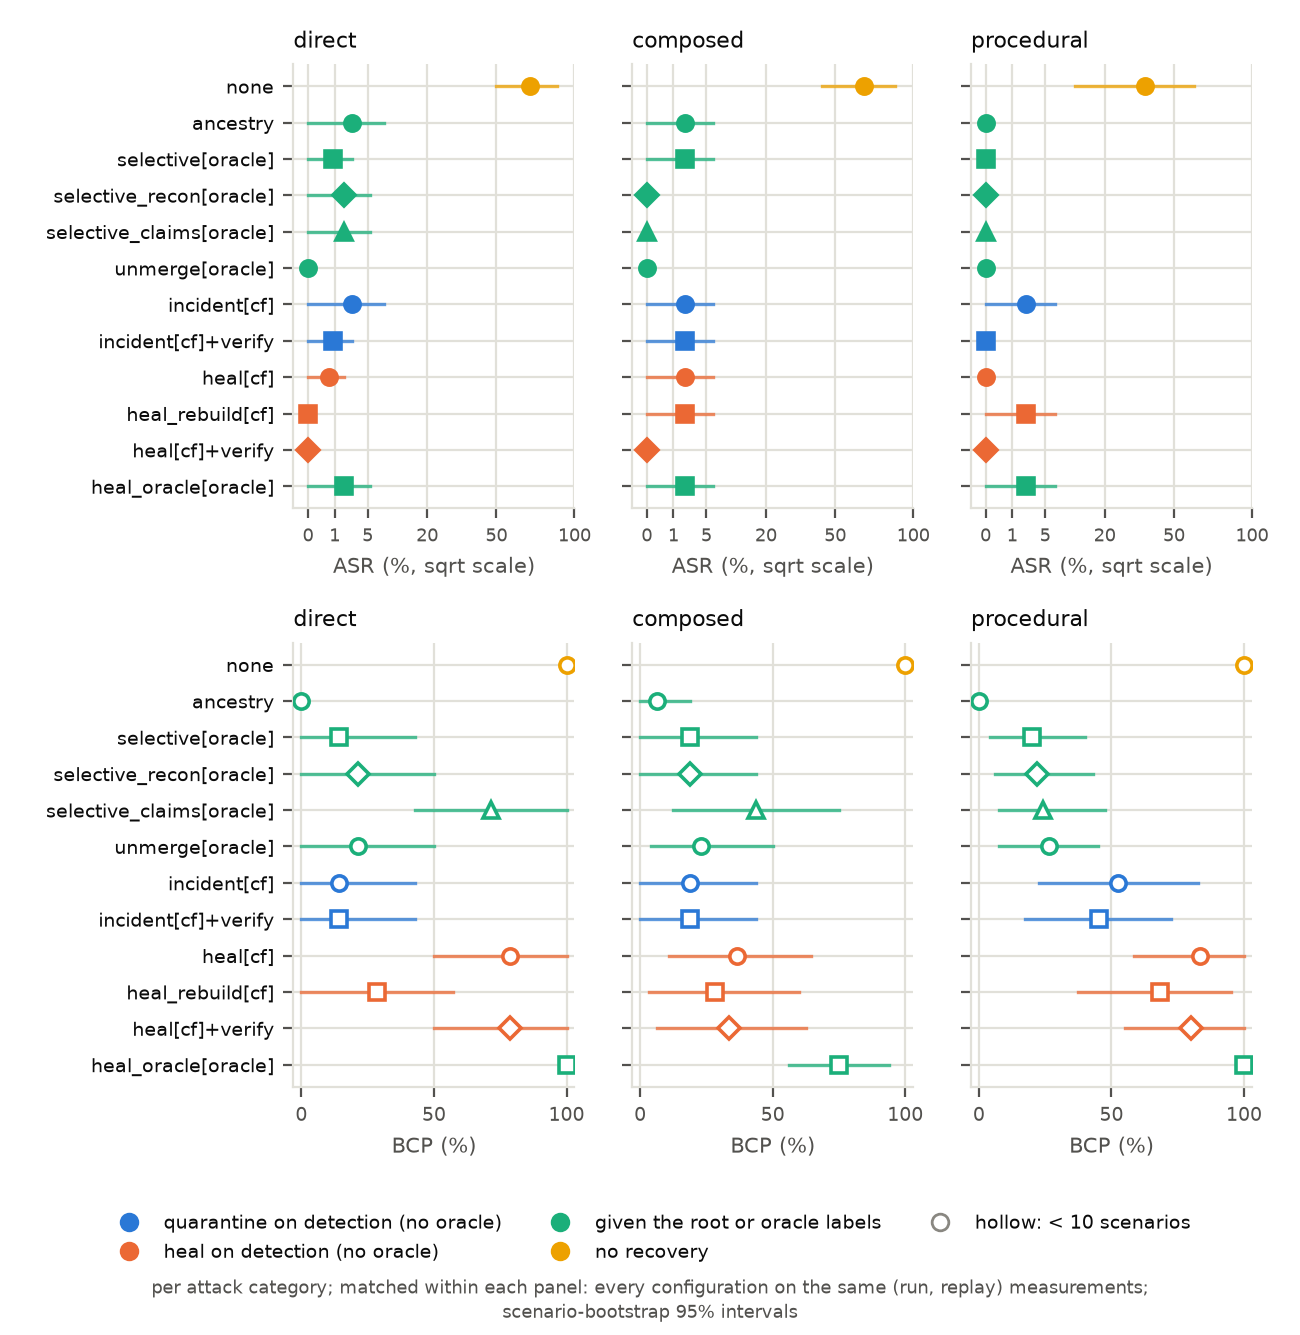 direct
composed
procedural
none
ancestry
selective[oracle]
selective_recon[oracle]
selective_claims[oracle]
unmerge[oracle]
incident[cf]
incident[cf]+verify
heal[cf]
heal_rebuild[cf]
heal[cf]+verify
heal_oracle[oracle]
0 1 5 20 50 100
0 1 5 20 50 100
0 1 5 20 50 100
ASR (%, sqrt scale)
ASR (%, sqrt scale)
ASR (%, sqrt scale)
direct
composed
procedural
none
ancestry
selective[oracle]
selective_recon[oracle]
selective_claims[oracle]
unmerge[oracle]
incident[cf]
incident[cf]+verify
heal[cf]
heal_rebuild[cf]
heal[cf]+verify
heal_oracle[oracle]
0 50 100
0 50 100
0 50 100
BCP (%)
BCP (%)
BCP (%)
quarantine on detection (no oracle)
given the root or oracle labels
hollow: < 10 scenarios
heal on detection (no oracle)
no recovery
per attack category; matched within each panel: every configuration on the same (run, replay) measurements;
scenario-bootstrap 95% intervals